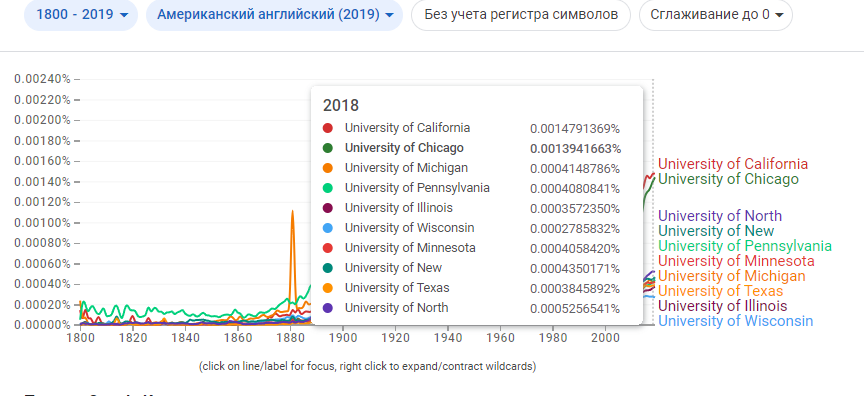 1800 - 2019 Американский английский (2019) Без учета регистра символов Сглаживание до 0
0.00240%
0.00220%
0.00200%
0.00180%
0.00160%
0.00140%
0.00120%
0.00100%
0.00080%
0.00060%
0.00040%
0.00020%
0.00000%
2018
University of California 0.0014791369%
University of Chicago 0.0013941663%
University of Michigan 0.0004148786%
University of Pennsylvania 0.0004080841%
University of Illinois 0.0003572350%
University of Wisconsin 0.0002785832%
University of Minnesota 0.0004058420%
University of New 0.0004350171%
University of Texas 0.0003845892%
University of North 0.0005256541%
University of California
University of Chicago
University of North
University of New
University of Pennsylvania
University of Minnesota
University of Michigan
University of Texas
University of Illinois
University of Wisconsin
1800 1820 1840 1860 1880 1900 1920 1940 1960 1980 2000
(click on line/label for focus, right click to expand/contract wildcards)